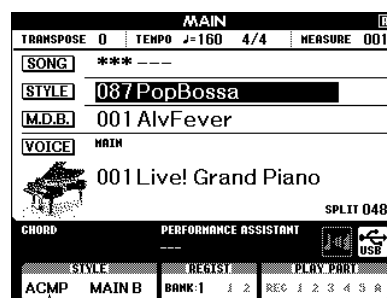 MAIN
TRANSPOSE 0 TEMPO ♩=160 4/4 MEASURE 001
SONG *** ---
STYLE 087 PopBossa
M.D.B. 001 AlvFever
VOICE MAIN
001 Live! Grand Piano
SPLIT 048
CHORD PERFORMANCE ASSISTANT
---
USB
STYLE REGIST PLAY PART
ACMP MAIN B BANK:1 1 2 REC 1 2 3 4 5 A